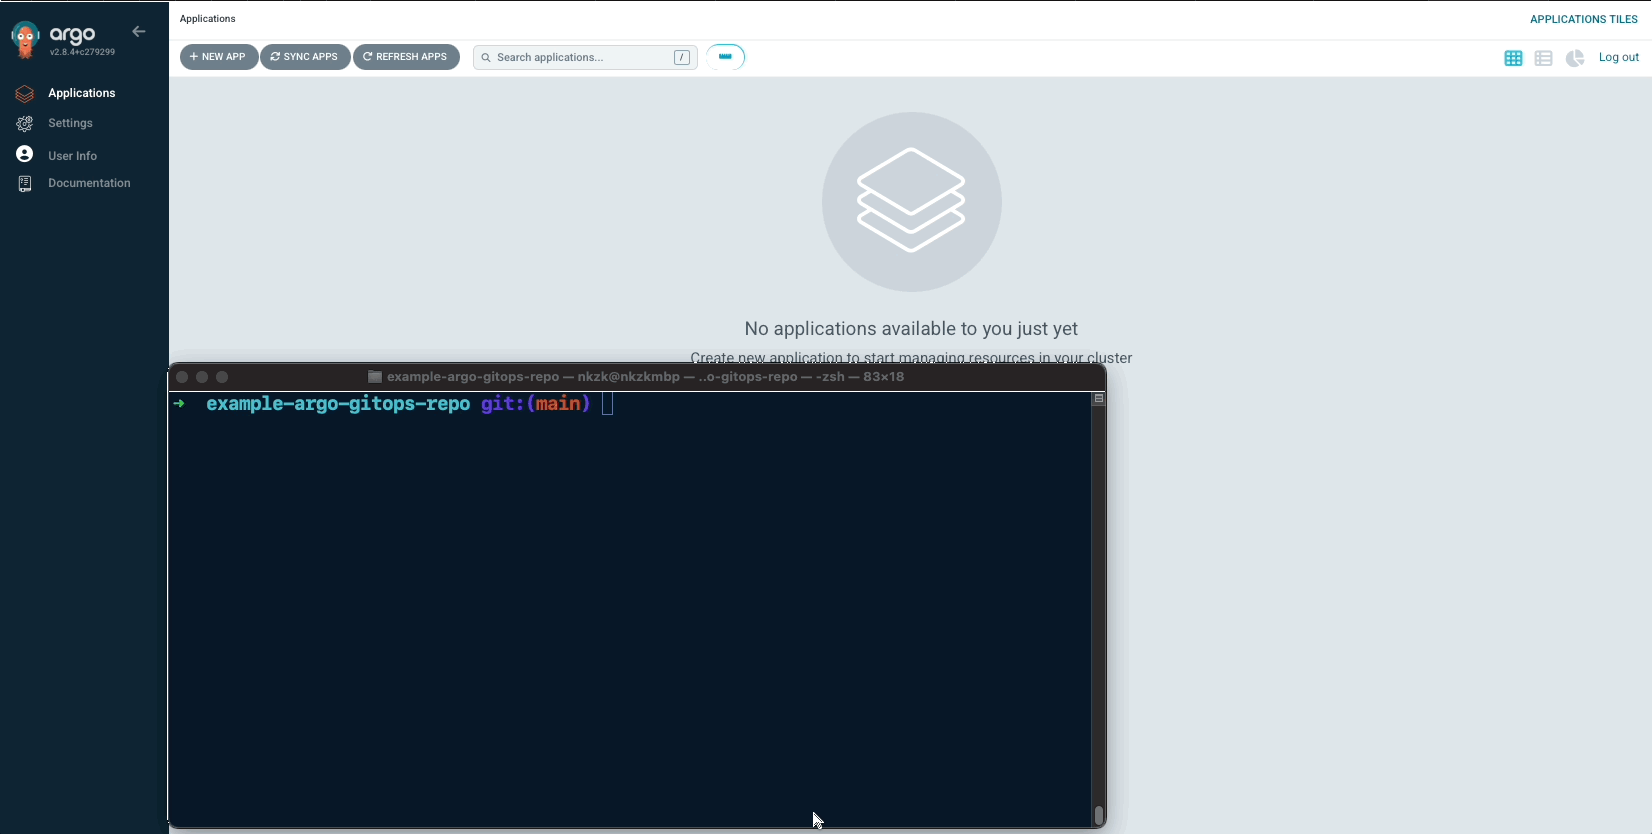 argo
v2.8.4+c279299
Applications
Settings
User Info
Documentation
Applications
APPLICATIONS TILES
+ NEW APP
SYNC APPS
REFRESH APPS
Search applications...
/
Log out
No applications available to you just yet
Create new application to start managing resources in your cluster
example-argo-gitops-repo — nkzk@nkzkmbp — ..o-gitops-repo — -zsh — 83×18
➜ example-argo-gitops-repo git:(main)